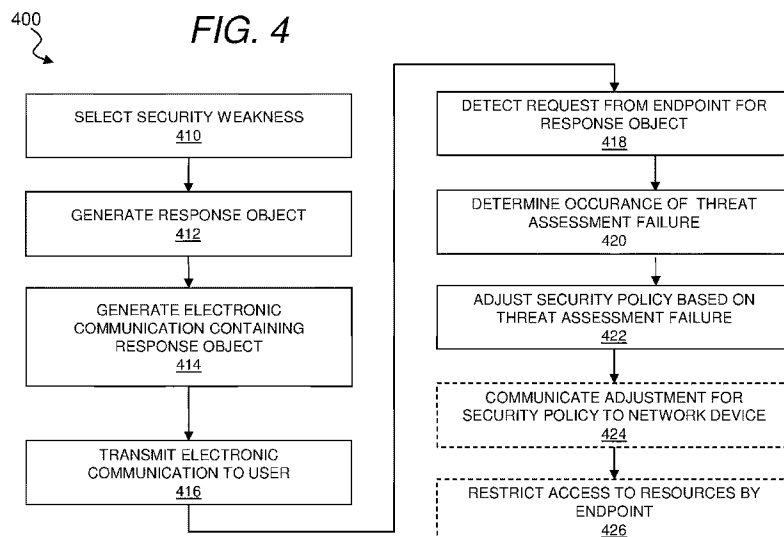 FIG. 4
400
SELECT SECURITY WEAKNESS
410
GENERATE RESPONSE OBJECT
412
GENERATE ELECTRONIC
COMMUNICATION CONTAINING
RESPONSE OBJECT
414
TRANSMIT ELECTRONIC
COMMUNICATION TO USER
416
DETECT REQUEST FROM ENDPOINT FOR
RESPONSE OBJECT
418
DETERMINE OCCURANCE OF THREAT
ASSESSMENT FAILURE
420
ADJUST SECURITY POLICY BASED ON
THREAT ASSESSMENT FAILURE
422
COMMUNICATE ADJUSTMENT FOR
SECURITY POLICY TO NETWORK DEVICE
424
RESTRICT ACCESS TO RESOURCES BY
ENDPOINT
426